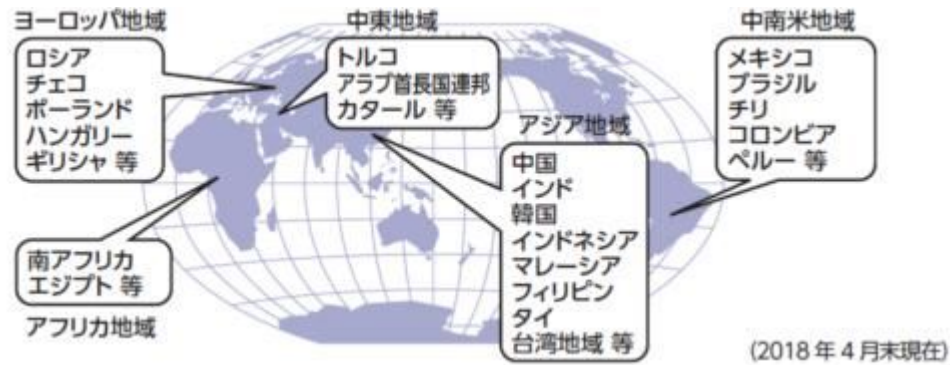 ヨーロッパ地域
ロシア
チェコ
ポーランド
ハンガリー
ギリシャ 等
中東地域
トルコ
アラブ首長国連邦
カタール 等
中南米地域
メキシコ
ブラジル
チリ
コロンビア
ペルー 等
アジア地域
中国
インド
韓国
インドネシア
マレーシア
フィリピン
タイ
台湾地域 等
南アフリカ
エジプト 等
アフリカ地域
(2018 年 4 月末現在)